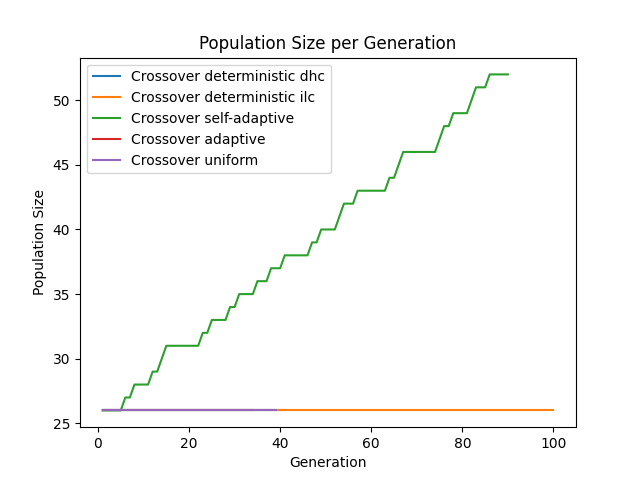 Population Size per Generation
Crossover deterministic dhc
Crossover deterministic ilc
Crossover self-adaptive
Crossover adaptive
Crossover uniform
Population Size
50
45
40
35
30
25
0 20 40 60 80 100
Generation